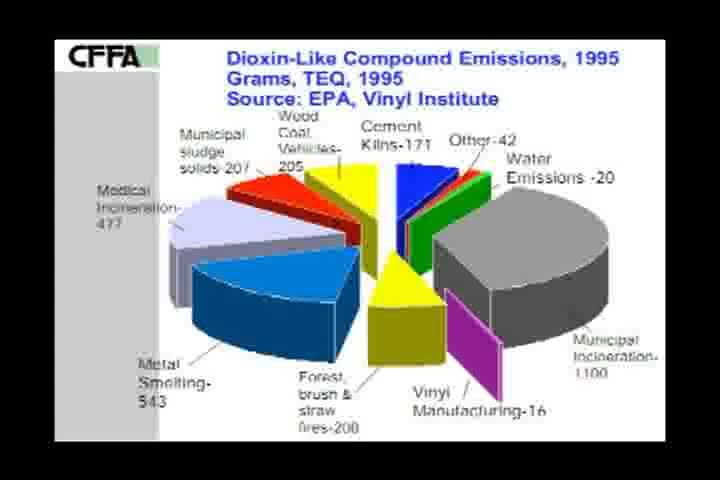 CFFA
Dioxin-Like Compound Emissions, 1995
Grams, TEQ, 1995
Source: EPA, Vinyl Institute
Wood
Coal
Vehicles-
205
Cement
Kilns-171
Other-42
Water
Emissions -20
Municipal
sludge
solids-207
Medical
Incineration-
477
Municipal
Incineration-
1100
Metal
Smelting-
543
Forest,
brush &
straw
fires-208
Vinyl
Manufacturing-16